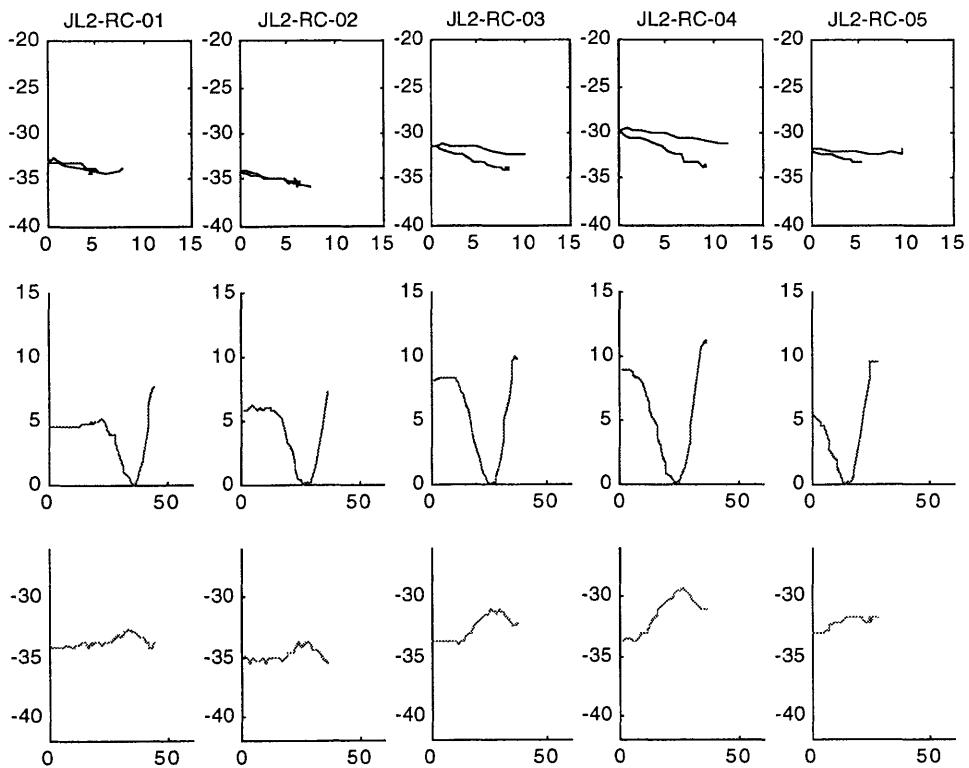 JL2-RC-01 JL2-RC-02 JL2-RC-03 JL2-RC-04 JL2-RC-05
-20 -20 -20 -20 -20
-25 -25 -25 -25 -25
-30 -30 -30 -30 -30
-35 -35 -35 -35 -35
-40 -40 -40 -40 -40
0 5 10 15 0 5 10 15 0 5 10 15 0 5 10 15 0 5 10 15
15 15 15 15 15
10 10 10 10 10
5 5 5 5 5
0 0 0 0 0
0 50 0 50 0 50 0 50 0 50
-30 -30 -30 -30 -30
-35 -35 -35 -35 -35
-40 -40 -40 -40 -40
0 50 0 50 0 50 0 50 0 50